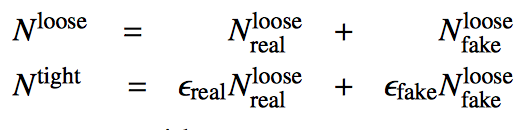 N^loose = N^loose_real + N^loose_fake
N^tight = ϵ_real N^loose_real + ϵ_fake N^loose_fake